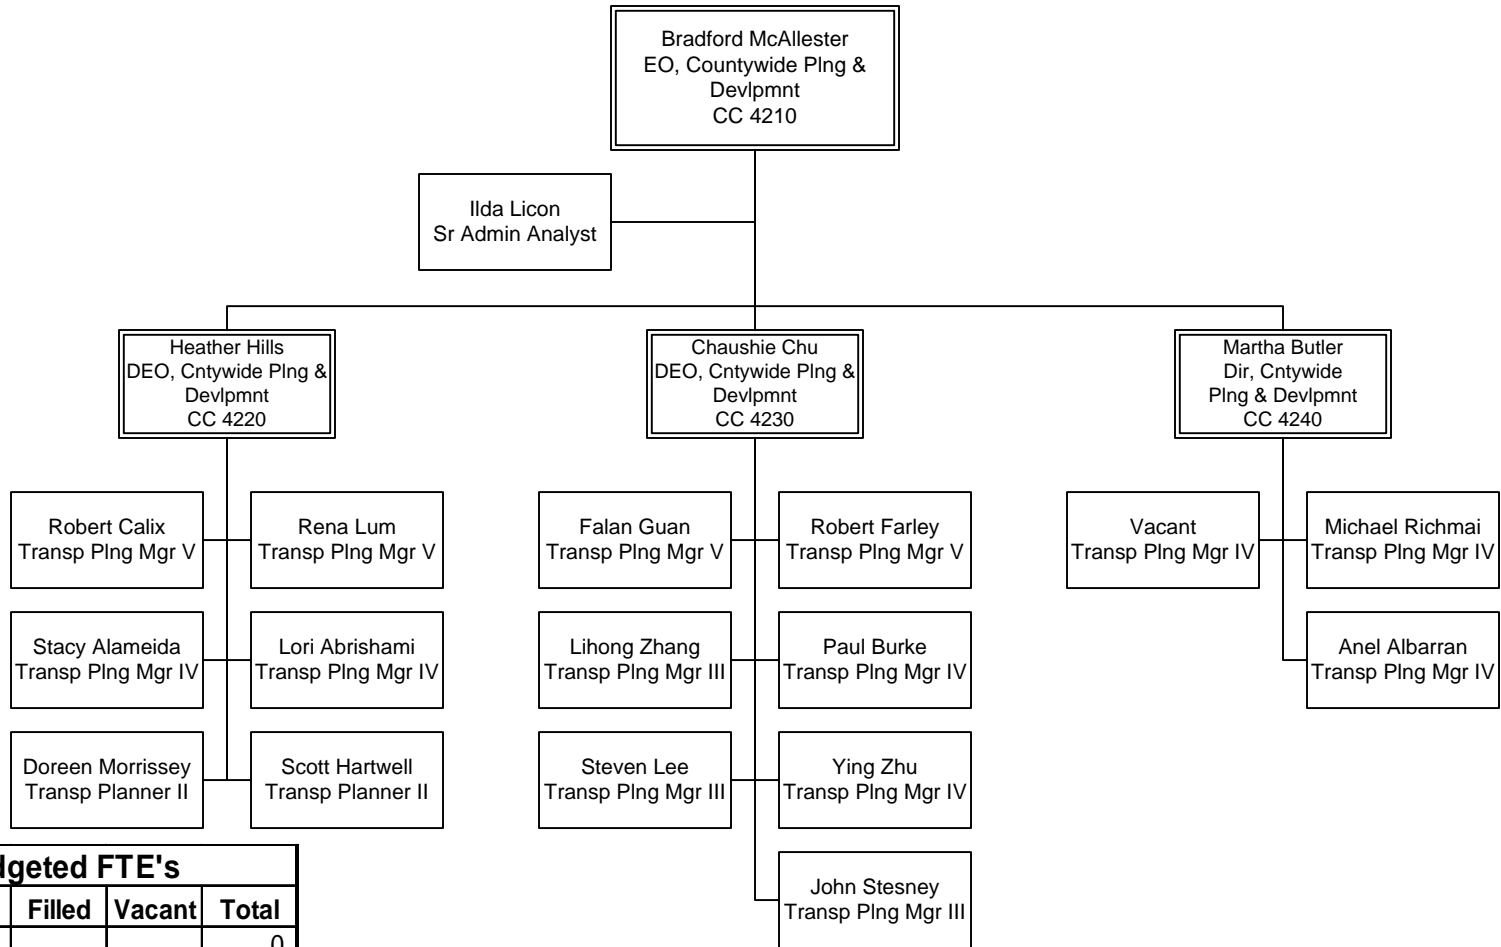 Bradford McAllester
EO, Countywide Plng &
Devlpmnt
CC 4210
Ilda Licon
Sr Admin Analyst
Heather Hills
DEO, Cntywide Plng &
Devlpmnt
CC 4220
Chaushie Chu
DEO, Cntywide Plng &
Devlpmnt
CC 4230
Martha Butler
Dir, Cntywide
Plng & Devlpmnt
CC 4240
Robert Calix
Transp Plng Mgr V
Rena Lum
Transp Plng Mgr V
Falan Guan
Transp Plng Mgr V
Robert Farley
Transp Plng Mgr V
Vacant
Transp Plng Mgr IV
Michael Richmai
Transp Plng Mgr IV
Stacy Alameida
Transp Plng Mgr IV
Lori Abrishami
Transp Plng Mgr IV
Lihong Zhang
Transp Plng Mgr III
Paul Burke
Transp Plng Mgr IV
Anel Albarran
Transp Plng Mgr IV
Doreen Morrissey
Transp Planner II
Scott Hartwell
Transp Planner II
Steven Lee
Transp Plng Mgr III
Ying Zhu
Transp Plng Mgr IV
John Stesney
Transp Plng Mgr III
dgeted FTE's
Filled Vacant Total
0